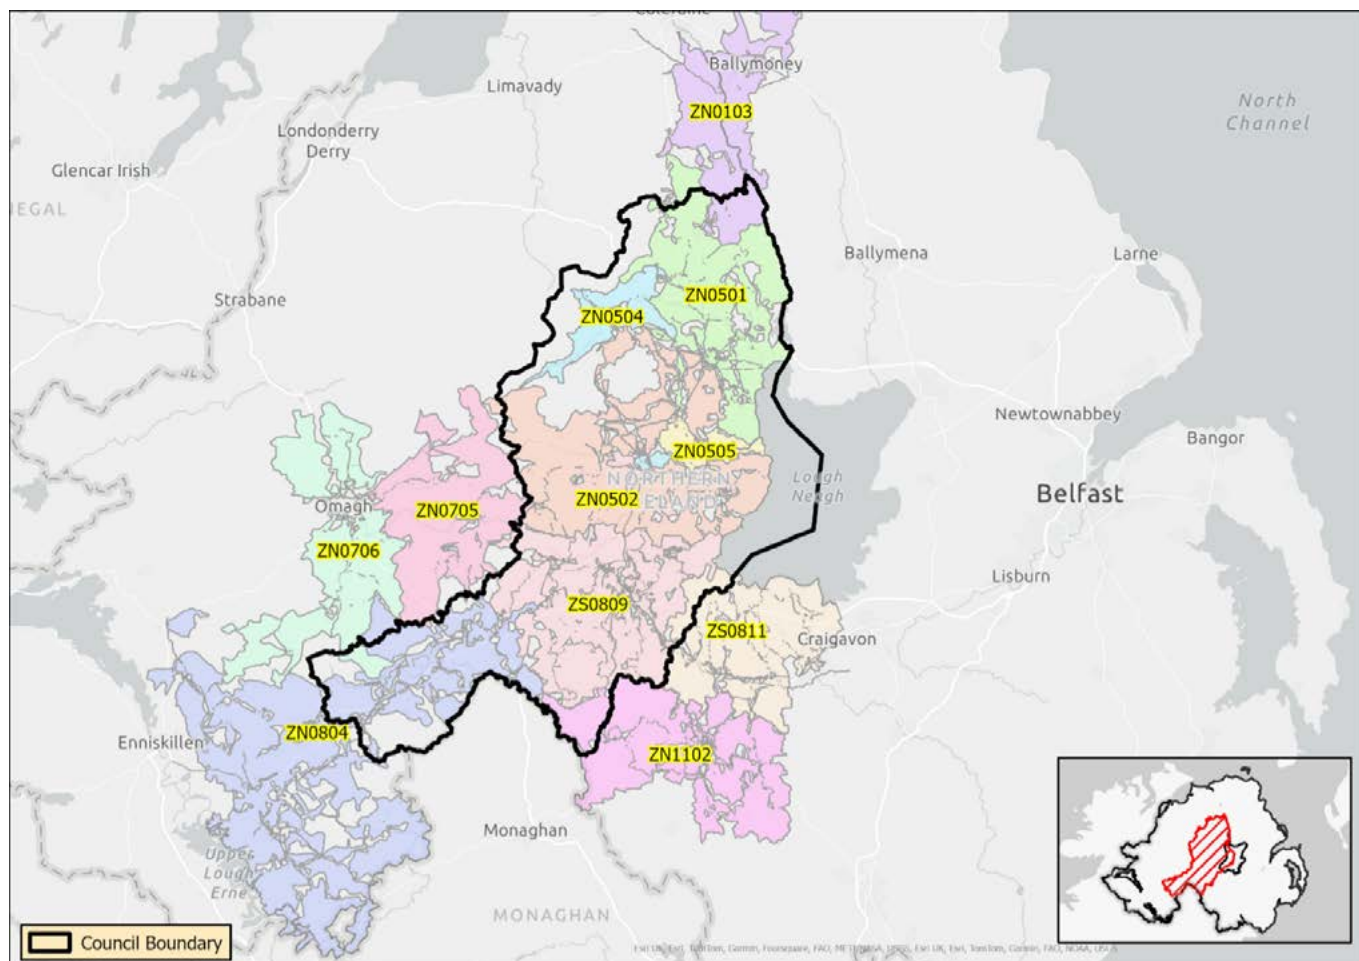 Coleraine
Ballymoney
Limavady
ZN0103
North
Channel
Londonderry
Derry
Glencar Irish
NEGAL
Ballymena
Larne
Strabane
ZN0501
ZN0504
Newtownabbey
Bangor
ZN0505
NORTHERN
IRELAND
Lough
Neagh
Belfast
ZN0502
Omagh
ZN0705
ZN0706
Lisburn
ZS0809
ZS0811
Craigavon
ZN0804
Enniskillen
ZN1102
Monaghan
Upper
Lough
Erne
MONAGHAN
Council Boundary